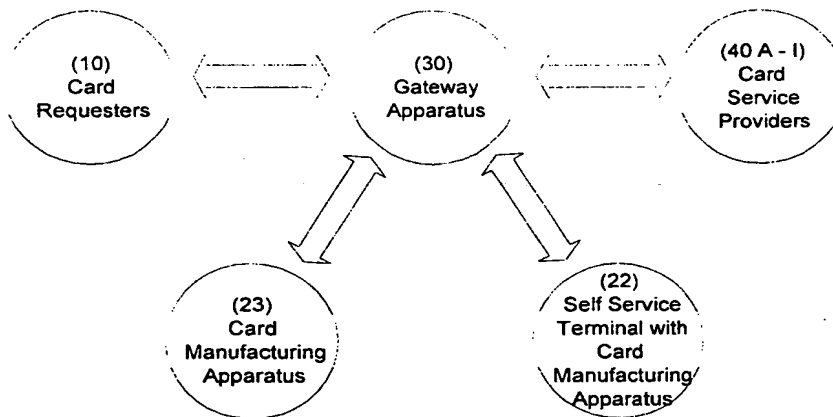 (10)
Card
Requesters
(30)
Gateway
Apparatus
(40 A - I)
Card
Service
Providers
(23)
Card
Manufacturing
Apparatus
(22)
Self Service
Terminal with
Card
Manufacturing
Apparatus